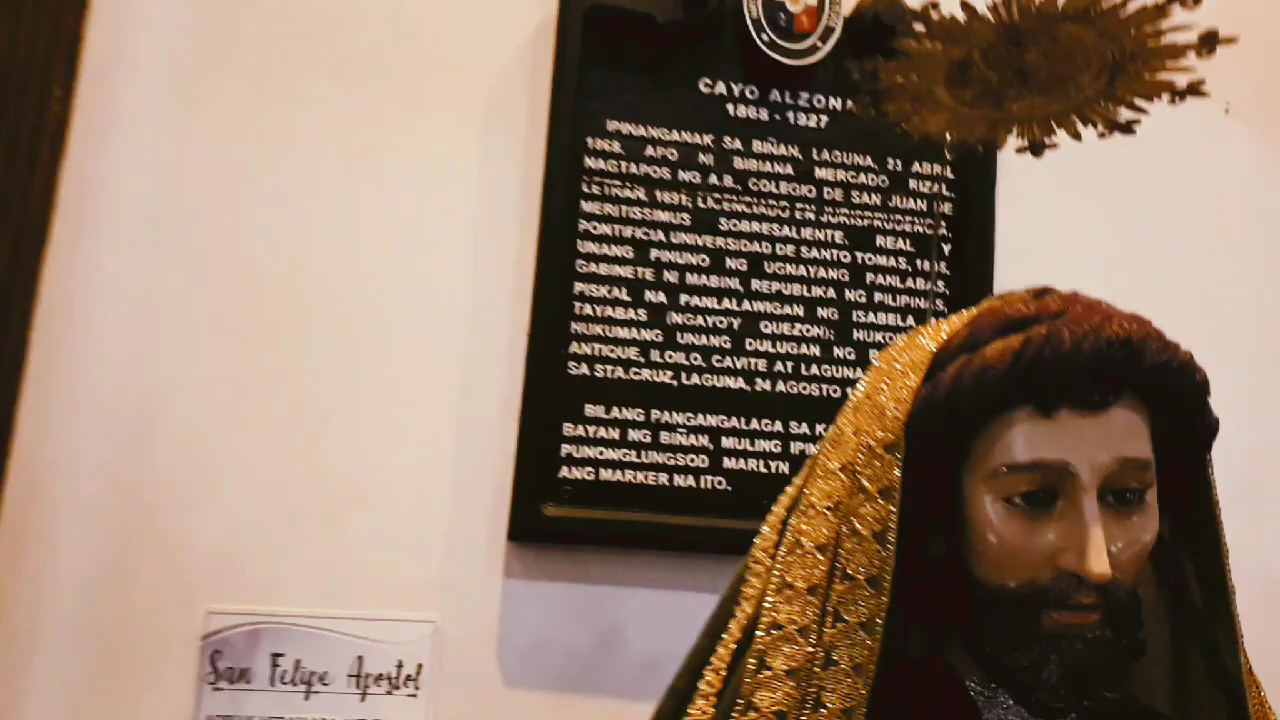 CAYO ALZON
1868 - 1927
IPINANGANAK SA BIÑAN, LAGUNA, 23 ABRIL
1868. APO NI BIBIANA MERCADO RIZAL.
NAGTAPOS NG A.B., COLEGIO DE SAN JUAN DE
LETRAN, 1891; LICENCIADO EN JURISPRUDENCIA,
MERITISSIMUS SOBRESALIENTE, REAL Y
PONTIFICIA UNIVERSIDAD DE SANTO TOMAS, 1895.
UNANG PINUNO NG UGNAYANG PANLABAS,
GABINETE NI MABINI, REPUBLIKA NG PILIPINAS,
PISKAL NA PANLALAWIGAN NG ISABELA
TAYABAS (NGAYO'Y QUEZON);
HUKUMANG UNANG DULUGAN NG
ANTIQUE, ILOILO, CAVITE AT LAGUNA
SA STA.CRUZ, LAGUNA, 24 AGOSTO
BILANG PANGANGALAGA SA
BAYAN NG BIÑAN, MULING
PUNONGLUNGSOD MARLYN
ANG MARKER NA ITO.
San Felipe Apostol